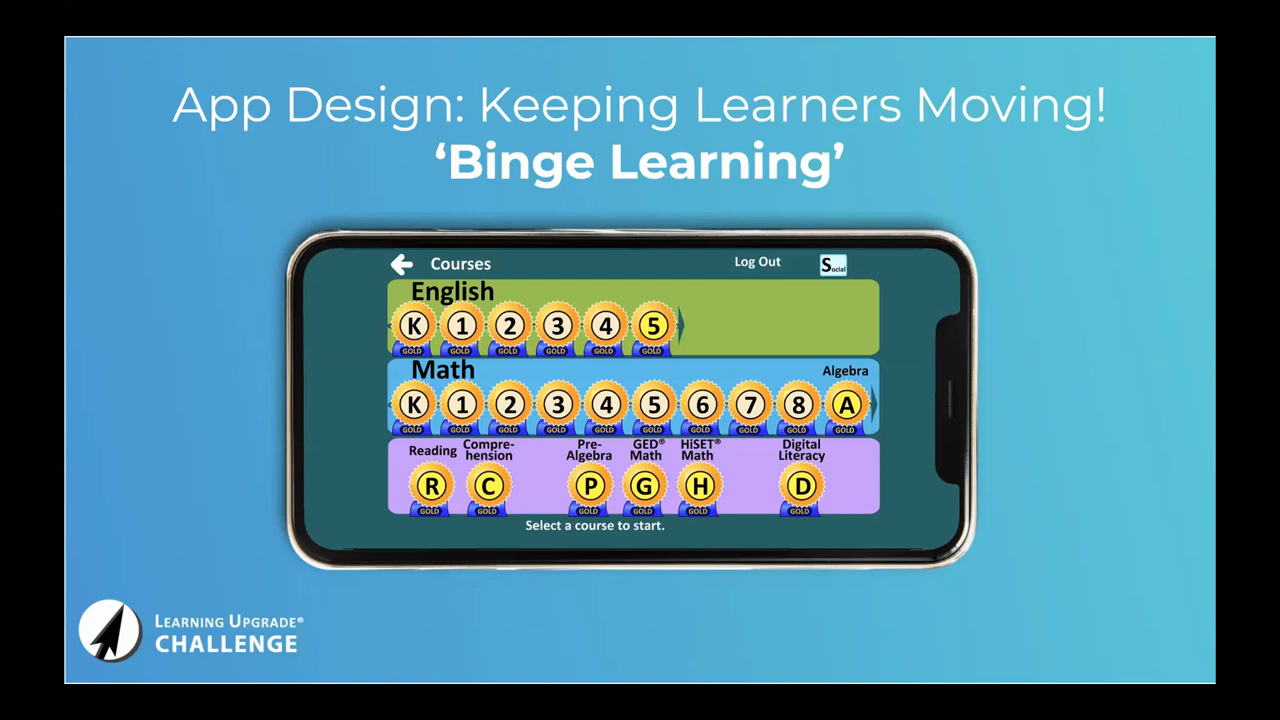 App Design: Keeping Learners Moving!
‘Binge Learning’
Courses
Log Out
Social
English
K 1 2 3 4 5
GOLD GOLD GOLD GOLD GOLD GOLD
Math
Algebra
K 1 2 3 4 5 6 7 8 A
GOLD GOLD GOLD GOLD GOLD GOLD GOLD GOLD GOLD GOLD
Reading
Compre-
hension
Pre-
Algebra
GED®
Math
HiSET®
Math
Digital
Literacy
R C P G H D
GOLD GOLD GOLD GOLD GOLD GOLD
Select a course to start.
LEARNING UPGRADE®
CHALLENGE